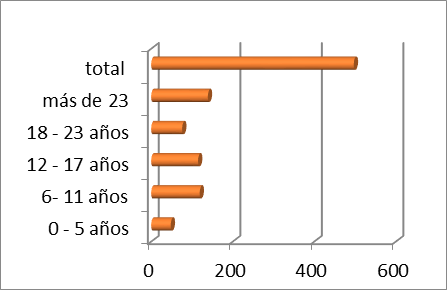 total
más de 23
18 - 23 años
12 - 17 años
6- 11 años
0 - 5 años
0 200 400 600